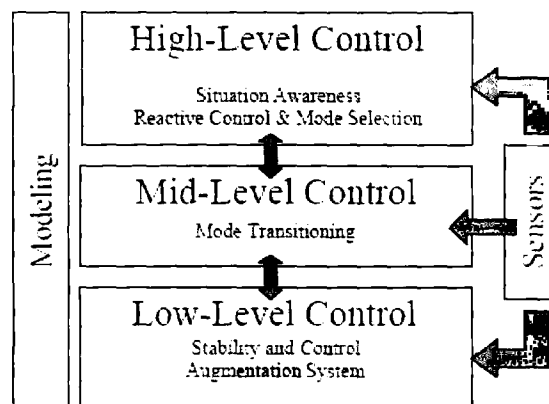 Modeling
High-Level Control
Situation Awareness
Reactive Control & Mode Selection
Mid-Level Control
Mode Transitioning
Low-Level Control
Stability and Control
Augmentation System
Sensors